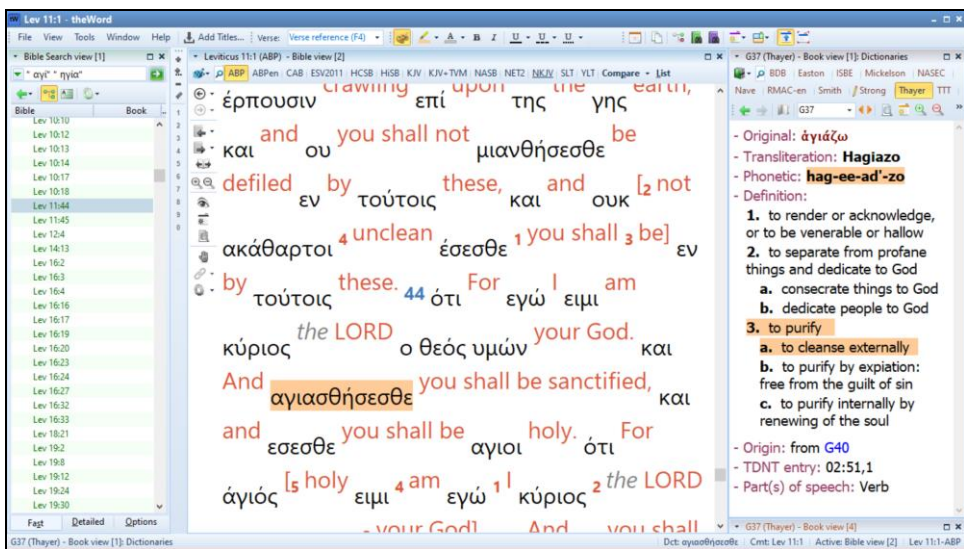 Lev 11:1 - theWord
File View Tools Window Help Add Titles... Verse: Verse reference (F4) A B I U U U
Bible Search view [1]
" αγι" " ηγία"
Bible Book
Lev 10:10
Lev 10:12
Lev 10:13
Lev 10:14
Lev 10:17
Lev 10:18
Lev 11:44
Lev 11:45
Lev 12:4
Lev 14:13
Lev 16:2
Lev 16:3
Lev 16:4
Lev 16:16
Lev 16:17
Lev 16:19
Lev 16:20
Lev 16:23
Lev 16:24
Lev 16:27
Lev 16:32
Lev 16:33
Lev 18:21
Lev 19:2
Lev 19:8
Lev 19:12
Lev 19:24
Lev 19:30
Fast Detailed Options
Leviticus 11:1 (ABP) - Bible view [2]
ABP ABPen CAB ESV2011 HCSB HiSB KJV KJV+TVM NASB NET2 NKJV SLT YLT Compare List
crawling upon the earth,
έρπουσιν επί της γης
and you shall not be
και ου μιανθήσεσθε
defiled by these, and [2 not
εν τούτοις και ουκ
4 unclean 1 you shall 3 be]
ακάθαρτοι έσεσθε εν
by these. 44 For I am
τούτοις ότι εγώ ειμι
the LORD your God.
κύριος ο θεός υμών και
And you shall be sanctified,
αγιασθήσεσθε και
and you shall be holy. For
εσεσθε αγιοι ότι
[5 holy 4 am 1 I 2 the LORD
άγιός ειμι εγώ κύριος
- your God]. And you shall
G37 (Thayer) - Book view [1]: Dictionaries
BDB Easton ISBE Mickelson NASEC
Nave RMAC-en Smith Strong Thayer TTT
G37
- Original: ἁγιάζω
- Transliteration: Hagiazo
- Phonetic: hag-ee-ad'-zo
- Definition:
1. to render or acknowledge,
or to be venerable or hallow
2. to separate from profane
things and dedicate to God
a. consecrate things to God
b. dedicate people to God
3. to purify
a. to cleanse externally
b. to purify by expiation:
free from the guilt of sin
c. to purify internally by
renewing of the soul
- Origin: from G40
- TDNT entry: 02:51,1
- Part(s) of speech: Verb
G37 (Thayer) - Book view [4]
G37 (Thayer) - Book view [1]: Dictionaries Dct: αγιασθήσεσθε Cmt: Lev 11:1 Active: Bible view [2] Lev 11:1-ABP